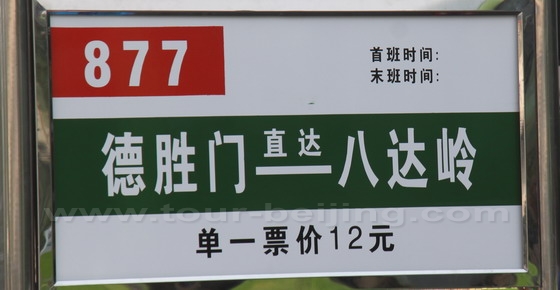 877
首班时间:
末班时间:
德胜门直达八达岭
www.tour-beijing.com
单一票价12元